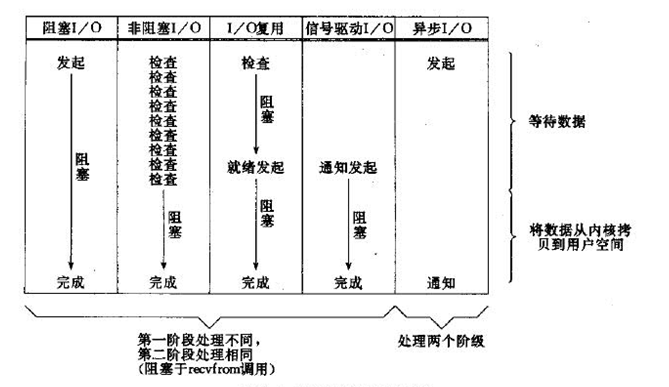 阻塞I/O 非阻塞I/O I/O复用 信号驱动I/O 异步I/O
发起 检查 检查 发起
检查
检查
检查
检查
检查
检查
检查
检查
阻塞
阻塞
就绪发起 通知发起
等待数据
阻塞
阻塞
阻塞
将数据从内核拷
贝到用户空间
完成 完成 完成 完成 通知
第一阶段处理不同，
第二阶段处理相同
（阻塞于recvfrom调用）
处理两个阶级